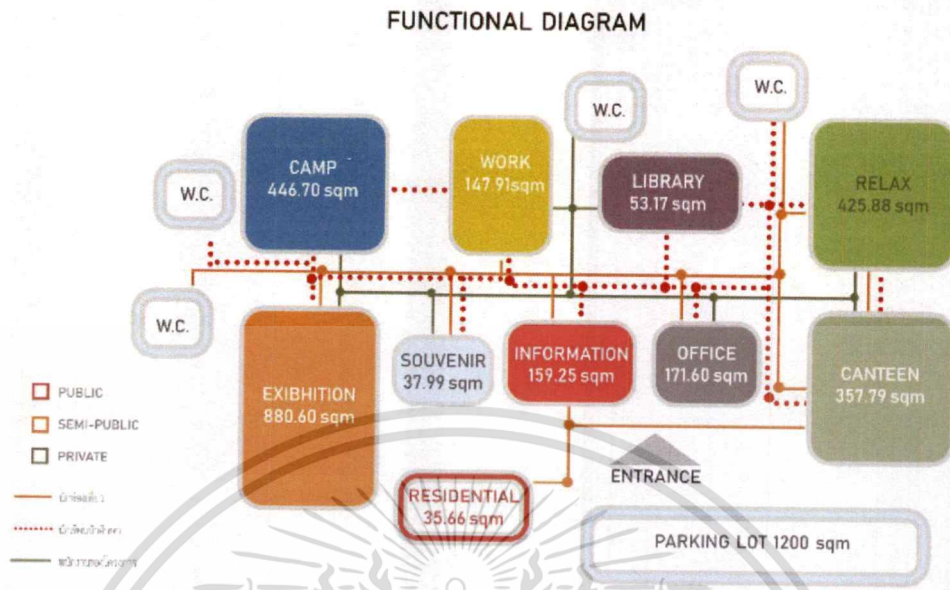 FUNCTIONAL DIAGRAM
W.C.
W.C.
CAMP
446.70 sqm
WORK
147.91sqm
LIBRARY
53.17 sqm
RELAX
425.88 sqm
W.C.
W.C.
EXIBHITION
880.60 sqm
SOUVENIR
37.99 sqm
INFORMATION
159.25 sqm
OFFICE
171.60 sqm
CANTEEN
357.79 sqm
PUBLIC
SEMI-PUBLIC
PRIVATE
ENTRANCE
RESIDENTIAL
35.66 sqm
PARKING LOT 1200 sqm